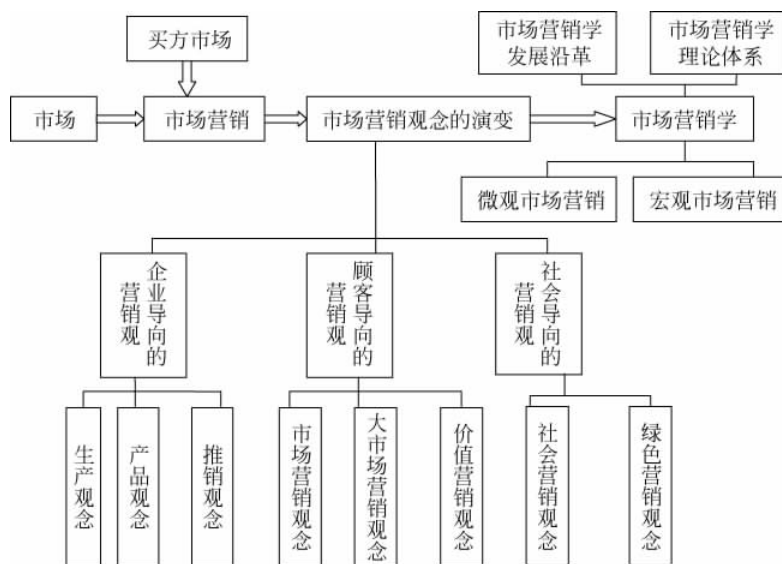 买方市场
市场营销学
发展沿革
市场营销学
理论体系
市场
市场营销
市场营销观念的演变
市场营销学
微观市场营销
宏观市场营销
企业导向的
营销观
顾客导向的
营销观
社会导向的
营销观
生产观念
产品观念
推销观念
市场营销观念
大市场营销观念
价值营销观念
社会营销观念
绿色营销观念